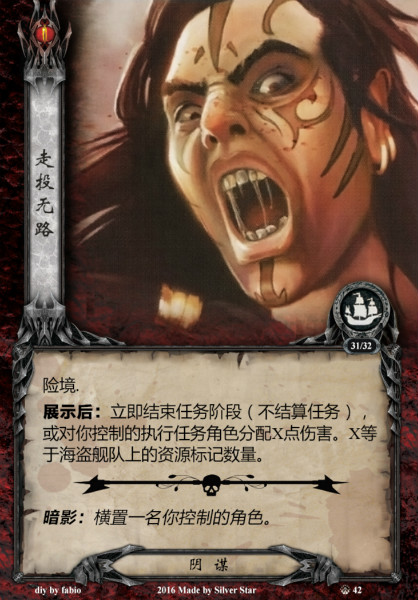 走投无路
31/32
险境.
展示后：立即结束任务阶段（不结算任务），
或对你控制的执行任务角色分配X点伤害。X等
于海盗舰队上的资源标记数量。
暗影：横置一名你控制的角色。
阴谋
diy by fabio 2016 Made by Silver Star 42